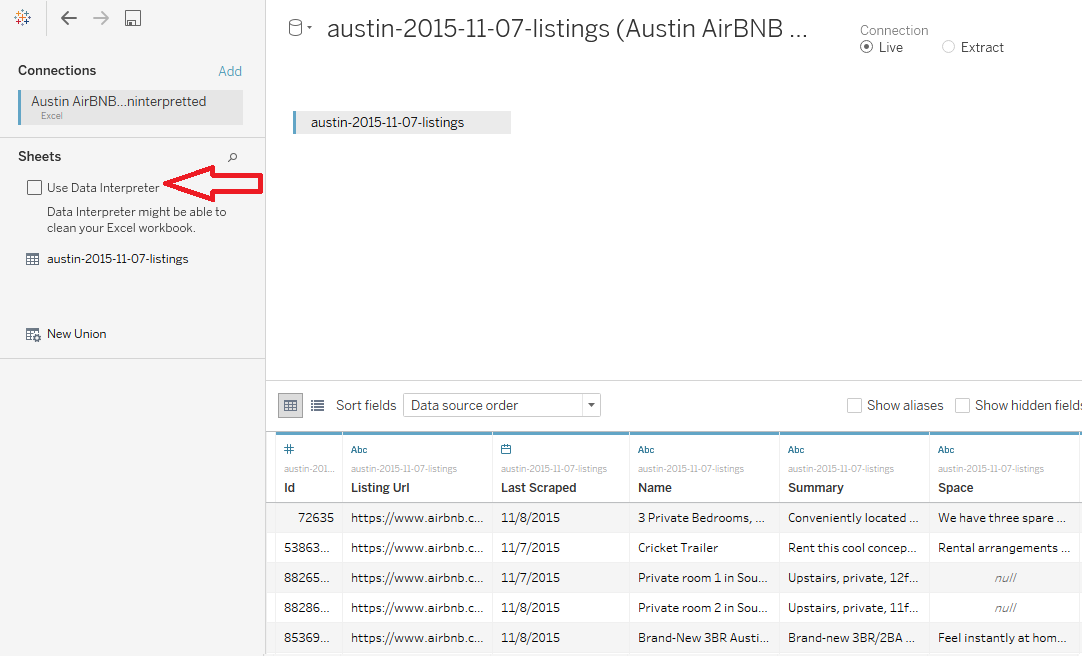 Connections
Add
Austin AirBNB...ninterpretted
Excel
Sheets
Use Data Interpreter
Data Interpreter might be able to
clean your Excel workbook.
austin-2015-11-07-listings
New Union
austin-2015-11-07-listings (Austin AirBNB ...
Connection
Live Extract
austin-2015-11-07-listings
Sort fields Data source order Show aliases Show hidden fields
# Abc Abc Abc Abc
austin-201... austin-2015-11-07-listings austin-2015-11-07-listings austin-2015-11-07-listings austin-2015-11-07-listings austin-2015-11-07-listings
Id Listing Url Last Scraped Name Summary Space
72635 https://www.airbnb.c... 11/8/2015 3 Private Bedrooms, ... Conveniently located ... We have three spare ...
53863... https://www.airbnb.c... 11/7/2015 Cricket Trailer Rent this cool concep... Rental arrangements ...
88265... https://www.airbnb.c... 11/7/2015 Private room 1 in Sou... Upstairs, private, 12f... null
88286... https://www.airbnb.c... 11/8/2015 Private room 2 in Sou... Upstairs, private, 11f... null
85369... https://www.airbnb.c... 11/8/2015 Brand-New 3BR Austi... Brand-new 3BR/2BA ... Feel instantly at hom...